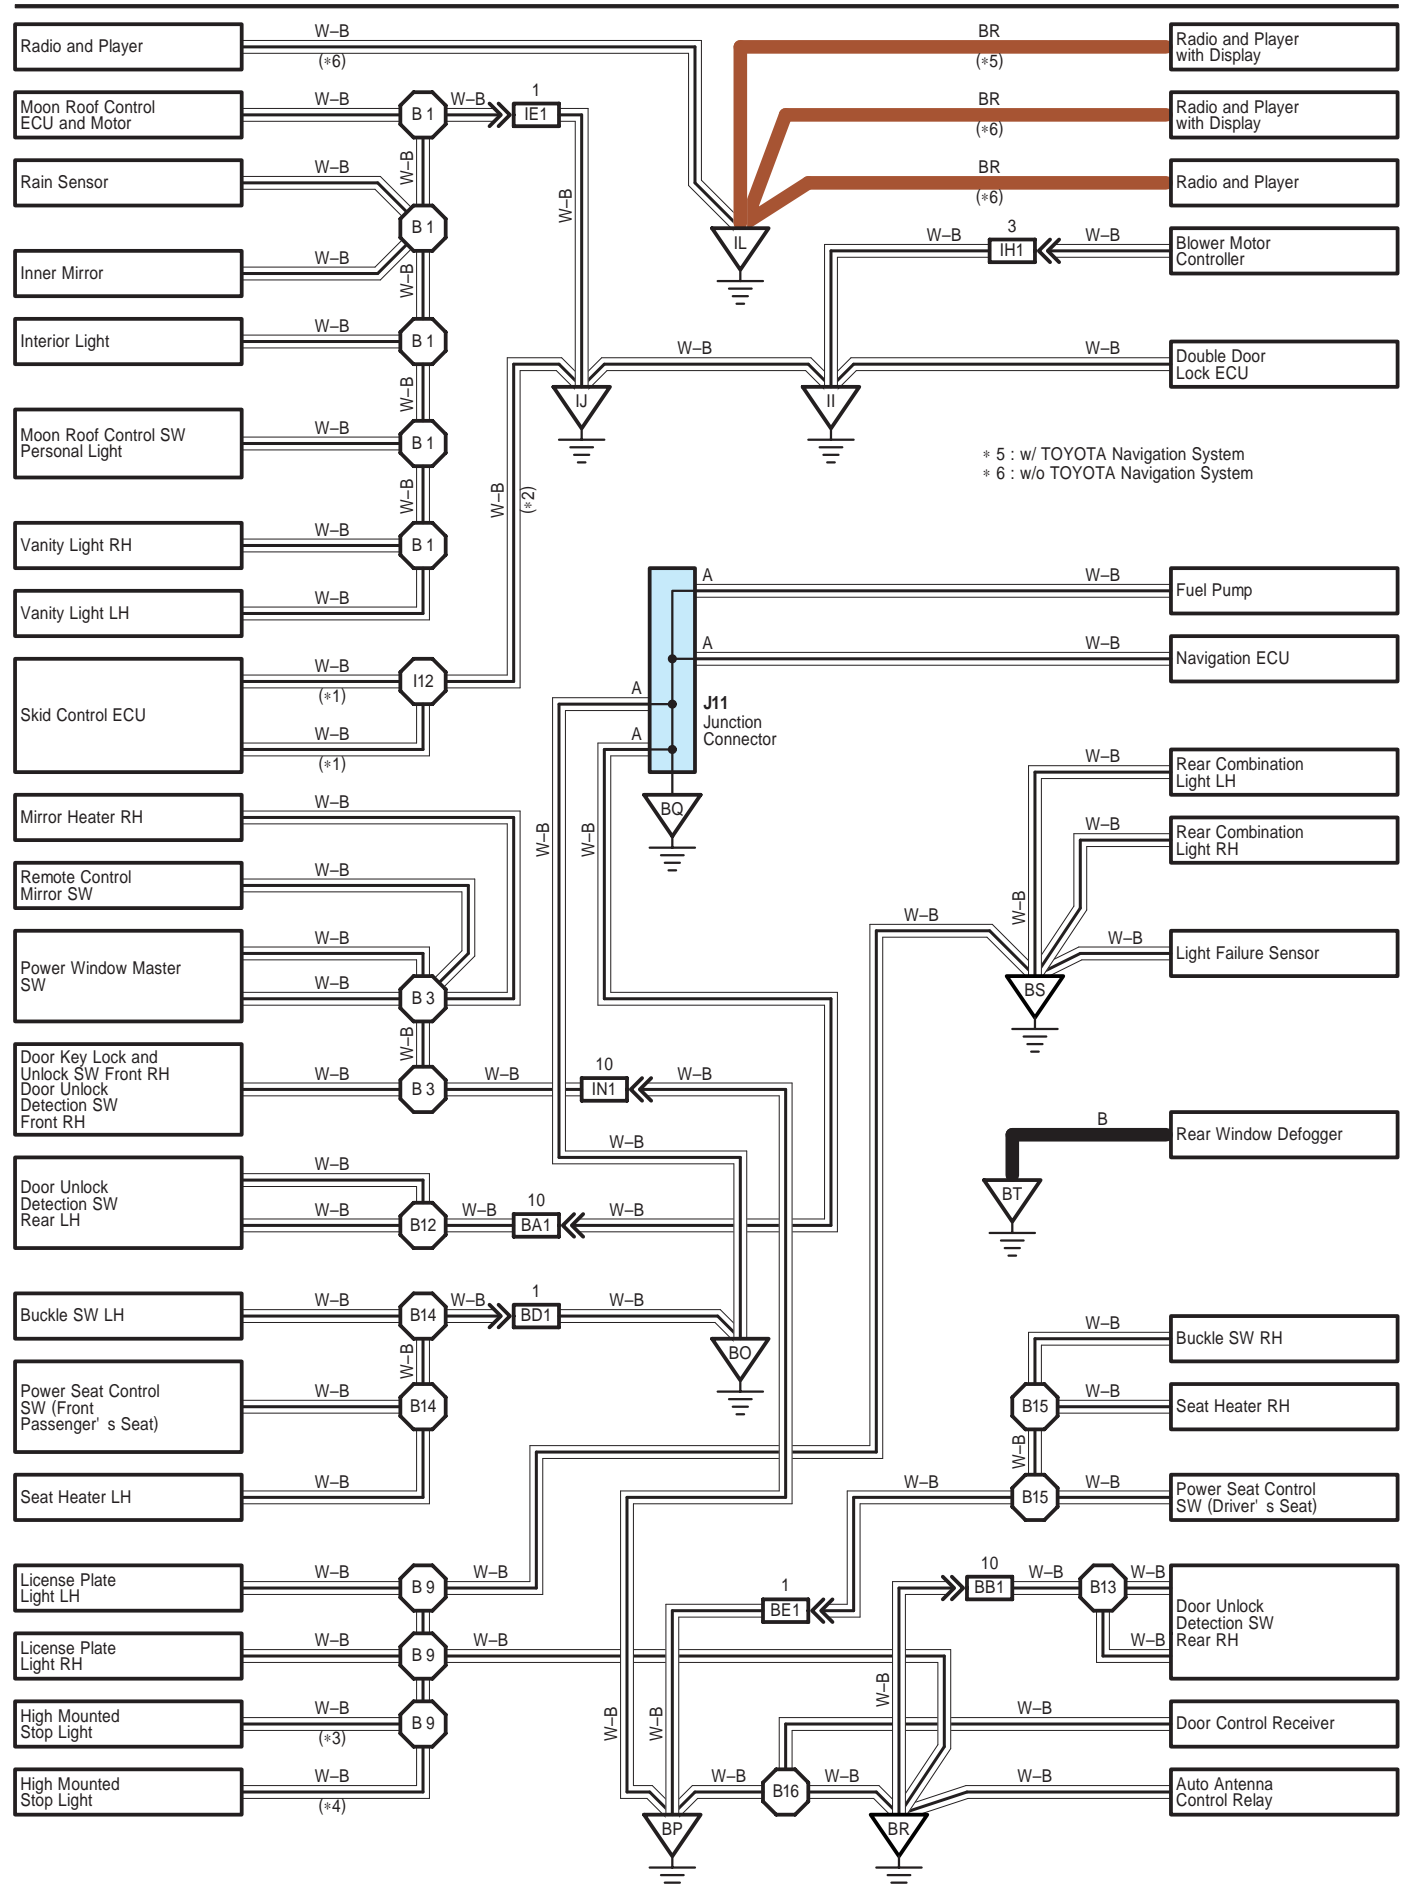 Radio and Player
W–B
(∗6)
BR
(∗5)
Radio and Player
with Display
Moon Roof Control
ECU and Motor
W–B
B 1
W–B
1
IE1
BR
(∗6)
Radio and Player
with Display
W–B
Rain Sensor
W–B
W–B
BR
(∗6)
Radio and Player
B 1
IL
W–B
3
IH1
W–B
Blower Motor
Controller
Inner Mirror
W–B
W–B
Interior Light
W–B
B 1
W–B
W–B
Double Door
Lock ECU
W–B
IJ
II
Moon Roof Control SW
Personal Light
W–B
B 1
∗ 5 : w/ TOYOTA Navigation System
∗ 6 : w/o TOYOTA Navigation System
W–B
W–B
(∗2)
Vanity Light RH
W–B
B 1
A
W–B
Fuel Pump
Vanity Light LH
W–B
A
W–B
Navigation ECU
Skid Control ECU
W–B
(∗1)
I12
W–B
(∗1)
A
A
J11
Junction
Connector
W–B
Rear Combination
Light LH
Mirror Heater RH
W–B
BQ
W–B
W–B
W–B
Rear Combination
Light RH
Remote Control
Mirror SW
W–B
W–B
W–B
Power Window Master
SW
W–B
W–B
B 3
W–B
Light Failure Sensor
BS
W–B
Door Key Lock and
Unlock SW Front RH
Door Unlock
Detection SW
Front RH
W–B
B 3
W–B
10
IN1
W–B
W–B
B
Rear Window Defogger
BT
Door Unlock
Detection SW
Rear LH
W–B
W–B
B12
W–B
10
BA1
W–B
Buckle SW LH
W–B
B14
W–B
1
BD1
W–B
W–B
BO
W–B
Buckle SW RH
Power Seat Control
SW (Front
Passenger' s Seat)
W–B
B14
B15
W–B
Seat Heater RH
W–B
Seat Heater LH
W–B
W–B
B15
W–B
Power Seat Control
SW (Driver' s Seat)
License Plate
Light LH
W–B
B 9
W–B
1
BE1
10
BB1
W–B
B13
W–B
W–B
Door Unlock
Detection SW
Rear RH
License Plate
Light RH
W–B
B 9
W–B
W–B
W–B
W–B
High Mounted
Stop Light
W–B
(∗3)
B 9
W–B
Door Control Receiver
High Mounted
Stop Light
W–B
(∗4)
W–B
B16
W–B
W–B
Auto Antenna
Control Relay
BP
BR